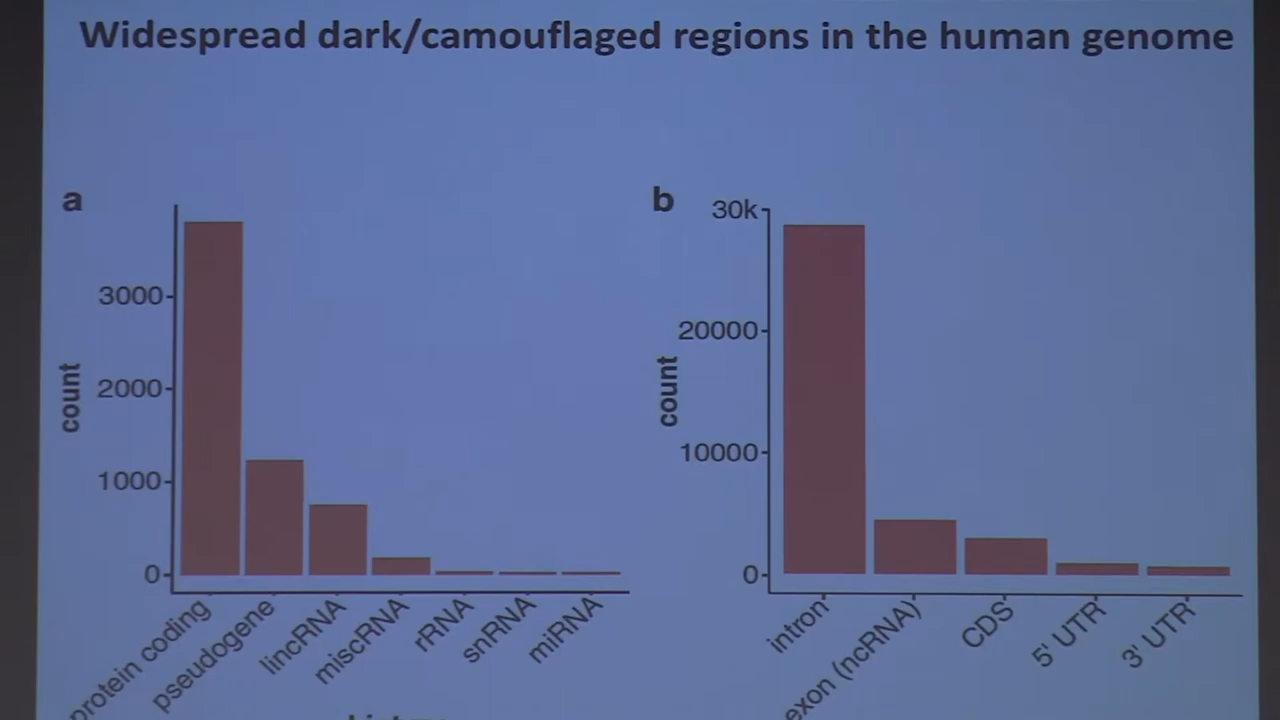 Widespread dark/camouflaged regions in the human genome
a
count
3000
2000
1000
0
protein coding
pseudogene
lincRNA
miscRNA
rRNA
snRNA
miRNA
b
count
30k
20000
10000
0
intron
exon (ncRNA)
CDS
5' UTR
3' UTR